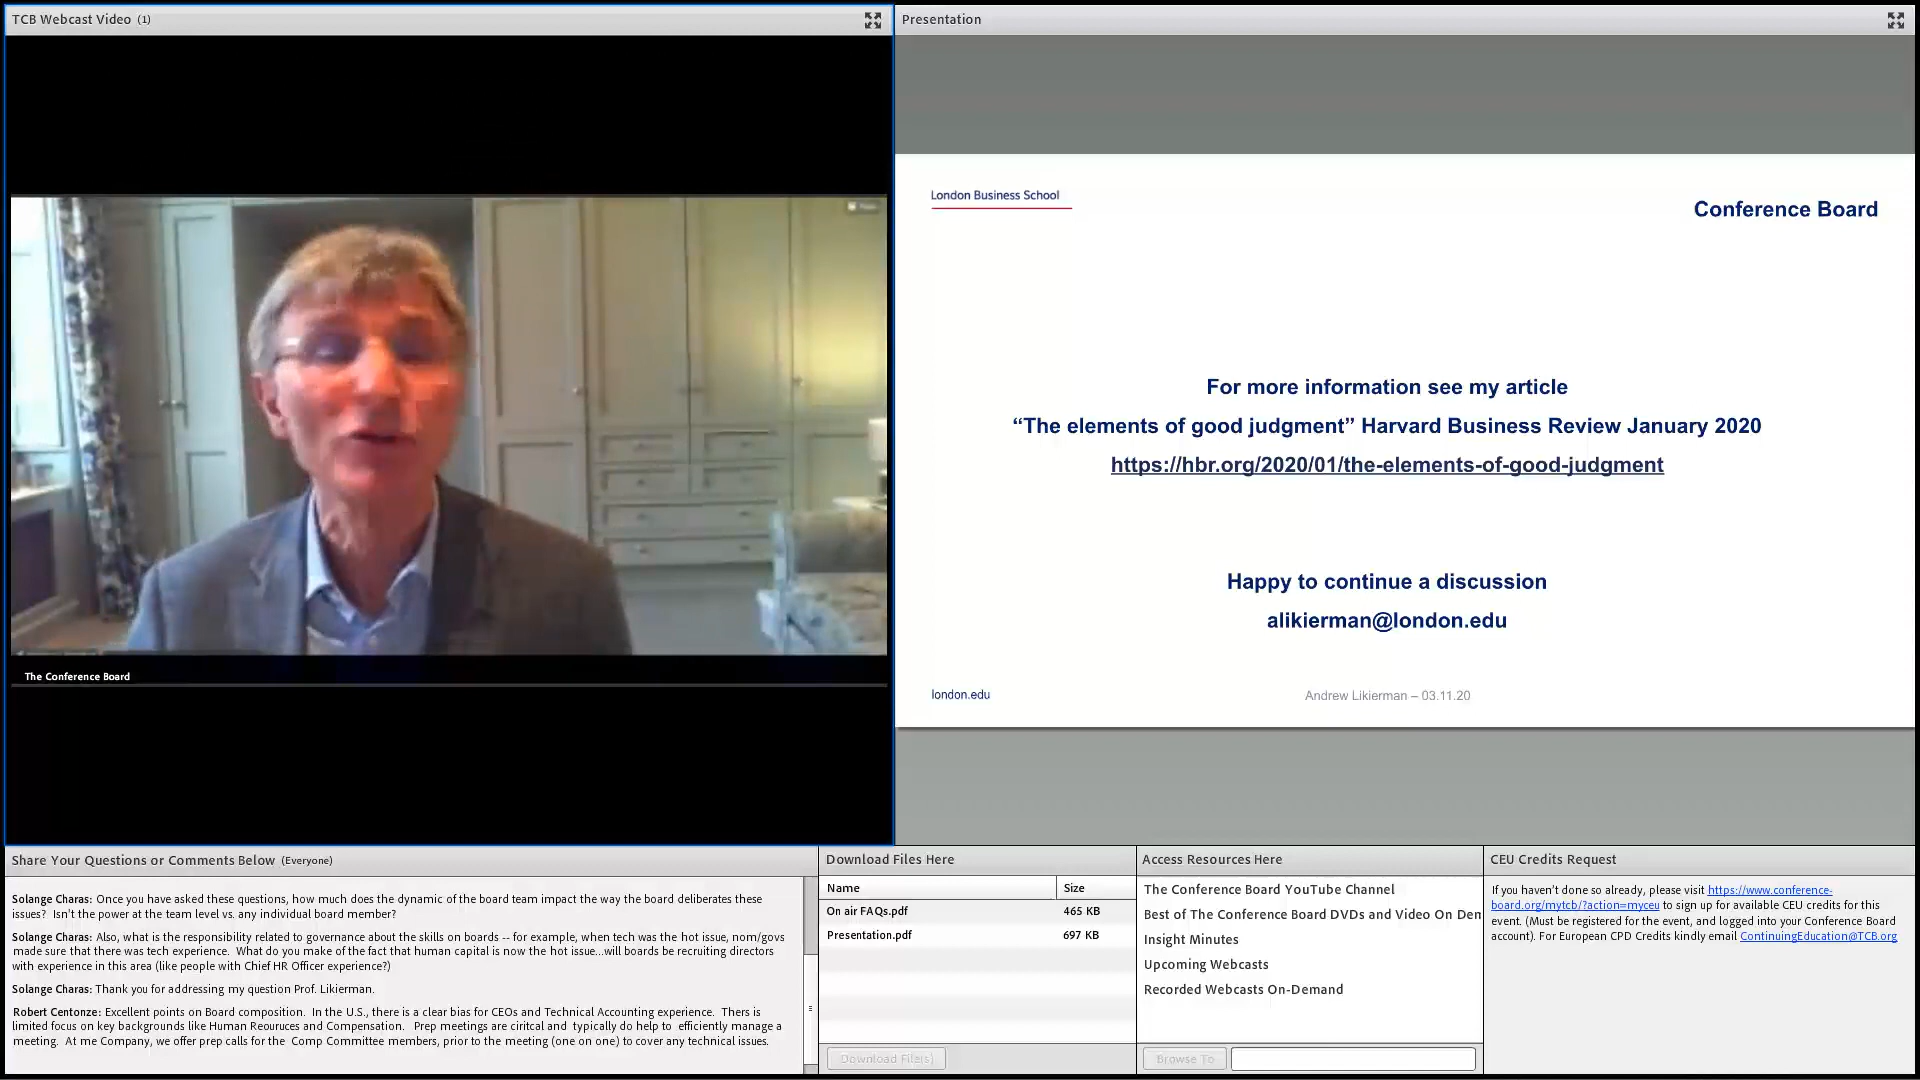 TCB Webcast Video (1)
Presentation
London Business School
Conference Board
For more information see my article
“The elements of good judgment” Harvard Business Review January 2020
https://hbr.org/2020/01/the-elements-of-good-judgment
Happy to continue a discussion
alikierman@london.edu
london.edu
Andrew Likierman – 03.11.20
The Conference Board
Share Your Questions or Comments Below (Everyone)
Solange Charas: Once you have asked these questions, how much does the dynamic of the board team impact the way the board deliberates these
issues? Isn't the power at the team level vs. any individual board member?
Solange Charas: Also, what is the responsibility related to governance about the skills on boards -- for example, when tech was the hot issue, nom/govs
made sure that there was tech experience. What do you make of the fact that human capital is now the hot issue...will boards be recruiting directors
with experience in this area (like people with Chief HR Officer experience?)
Solange Charas: Thank you for addressing my question Prof. Likierman.
Robert Centonze: Excellent points on Board composition. In the U.S., there is a clear bias for CEOs and Technical Accounting experience. Thers is
limited focus on key backgrounds like Human Reouruces and Compensation. Prep meetings are ciritcal and typically do help to efficiently manage a
meeting. At me Company, we offer prep calls for the Comp Committee members, prior to the meeting (one on one) to cover any technical issues.
Download Files Here
Name Size
On air FAQs.pdf 465 KB
Presentation.pdf 697 KB
Download File(s)
Access Resources Here
The Conference Board YouTube Channel
Best of The Conference Board DVDs and Video On Den
Insight Minutes
Upcoming Webcasts
Recorded Webcasts On-Demand
Browse To
CEU Credits Request
If you haven't done so already, please visit https://www.conference-
board.org/mytcb/?action=myceu to sign up for available CEU credits for this
event. (Must be registered for the event, and logged into your Conference Board
account). For European CPD Credits kindly email ContinuingEducation@TCB.org